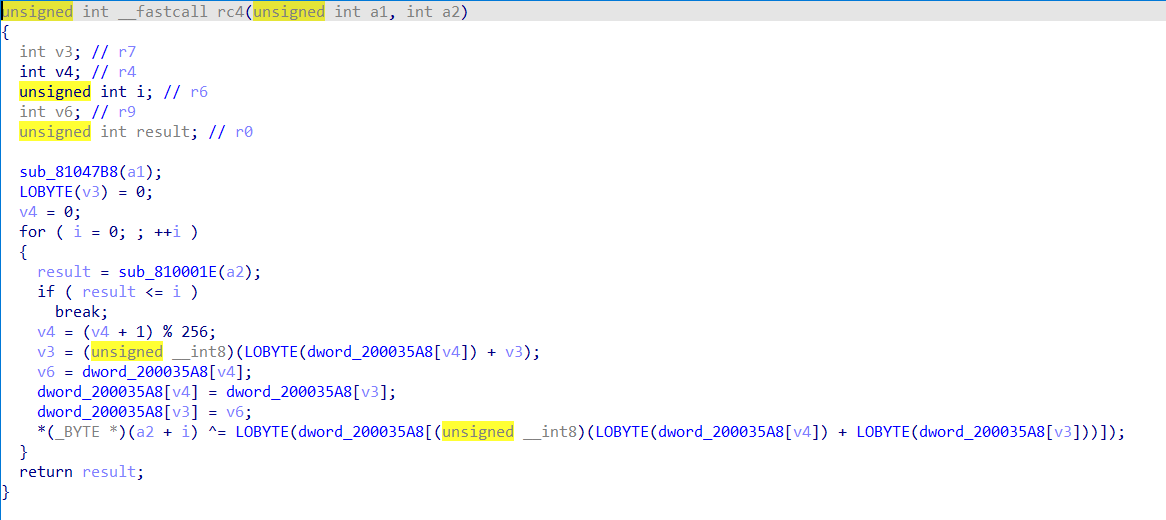 unsigned int __fastcall rc4(unsigned int a1, int a2)
{
  int v3; // r7
  int v4; // r4
  unsigned int i; // r6
  int v6; // r9
  unsigned int result; // r0

  sub_81047B8(a1);
  LOBYTE(v3) = 0;
  v4 = 0;
  for ( i = 0; ; ++i )
  {
    result = sub_810001E(a2);
    if ( result <= i )
      break;
    v4 = (v4 + 1) % 256;
    v3 = (unsigned __int8)(LOBYTE(dword_200035A8[v4]) + v3);
    v6 = dword_200035A8[v4];
    dword_200035A8[v4] = dword_200035A8[v3];
    dword_200035A8[v3] = v6;
    *(_BYTE *)(a2 + i) ^= LOBYTE(dword_200035A8[(unsigned __int8)(LOBYTE(dword_200035A8[v4]) + LOBYTE(dword_200035A8[v3]))]);
  }
  return result;
}